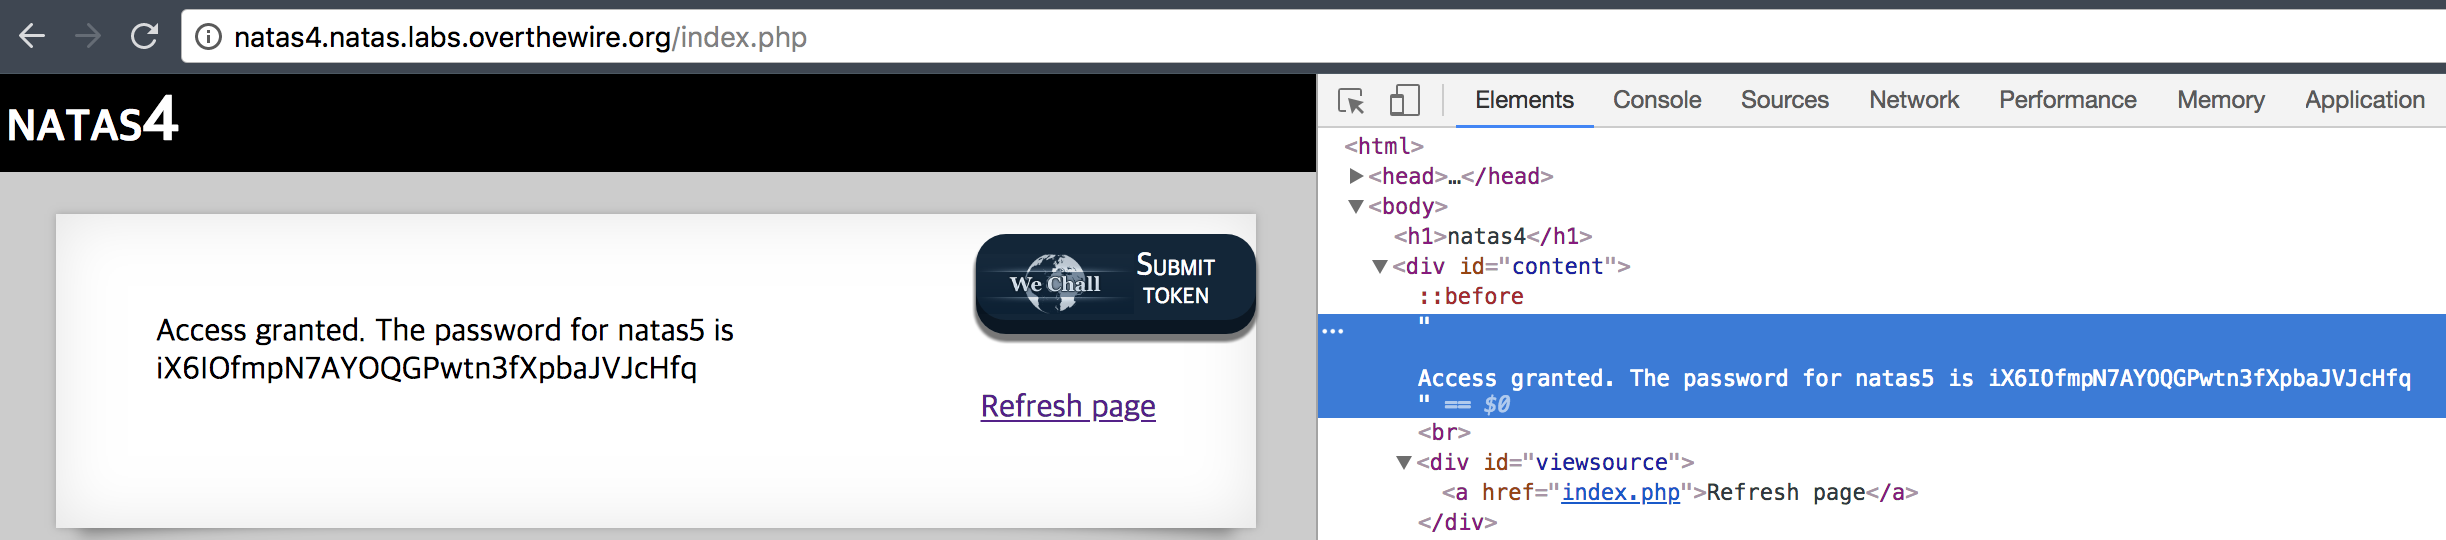 natas4.natas.labs.overthewire.org/index.php
NATAS4
We Chall
SUBMIT
TOKEN
Access granted. The password for natas5 is
iX6IOfmpN7AYOQGPwtn3fXpbaJVJcHfq
Refresh page
Elements Console Sources Network Performance Memory Application
<html>
<head>…</head>
<body>
<h1>natas4</h1>
<div id="content">
::before
"
Access granted. The password for natas5 is iX6IOfmpN7AYOQGPwtn3fXpbaJVJcHfq
" == $0
<br>
<div id="viewsource">
<a href="index.php">Refresh page</a>
</div>